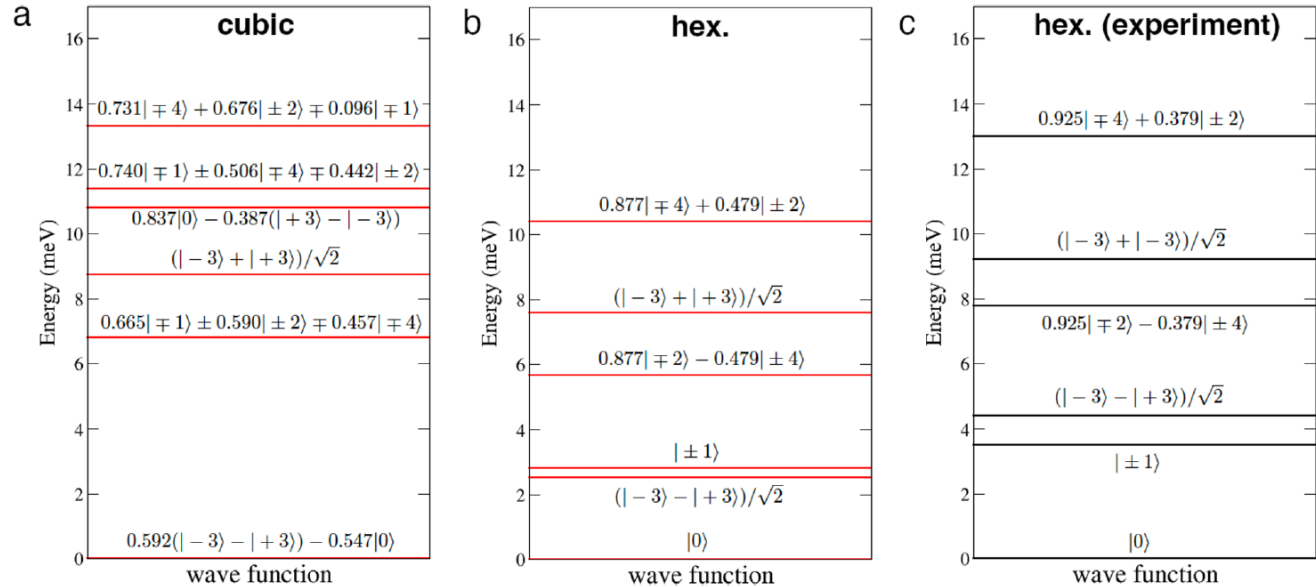 a
cubic
16
14
12
10
8
6
4
2
0
Energy (meV)
0.731| ∓ 4⟩ + 0.676| ± 2⟩ ∓ 0.096| ∓ 1⟩
0.740| ∓ 1⟩ ± 0.506| ∓ 4⟩ ∓ 0.442| ± 2⟩
0.837|0⟩ − 0.387(| + 3⟩ − | − 3⟩)
(| − 3⟩ + | + 3⟩)/√2
0.665| ∓ 1⟩ ± 0.590| ± 2⟩ ∓ 0.457| ∓ 4⟩
0.592(| − 3⟩ − | + 3⟩) − 0.547|0⟩
wave function
b
hex.
16
14
12
10
8
6
4
2
0
Energy (meV)
0.877| ∓ 4⟩ + 0.479| ± 2⟩
(| − 3⟩ + | + 3⟩)/√2
0.877| ∓ 2⟩ − 0.479| ± 4⟩
| ± 1⟩
(| − 3⟩ − | + 3⟩)/√2
|0⟩
wave function
c
hex. (experiment)
16
14
12
10
8
6
4
2
0
Energy (meV)
0.925| ∓ 4⟩ + 0.379| ± 2⟩
(| − 3⟩ + | − 3⟩)/√2
0.925| ∓ 2⟩ − 0.379| ± 4⟩
(| − 3⟩ − | + 3⟩)/√2
| ± 1⟩
|0⟩
wave function